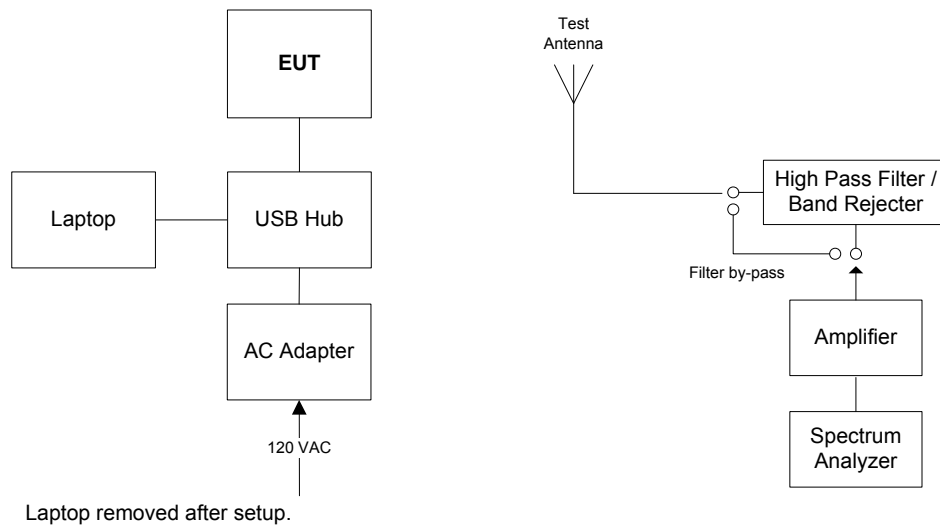 EUT
Laptop
USB Hub
AC Adapter
120 VAC
Laptop removed after setup.
Test
Antenna
High Pass Filter /
Band Rejecter
Filter by-pass
Amplifier
Spectrum
Analyzer